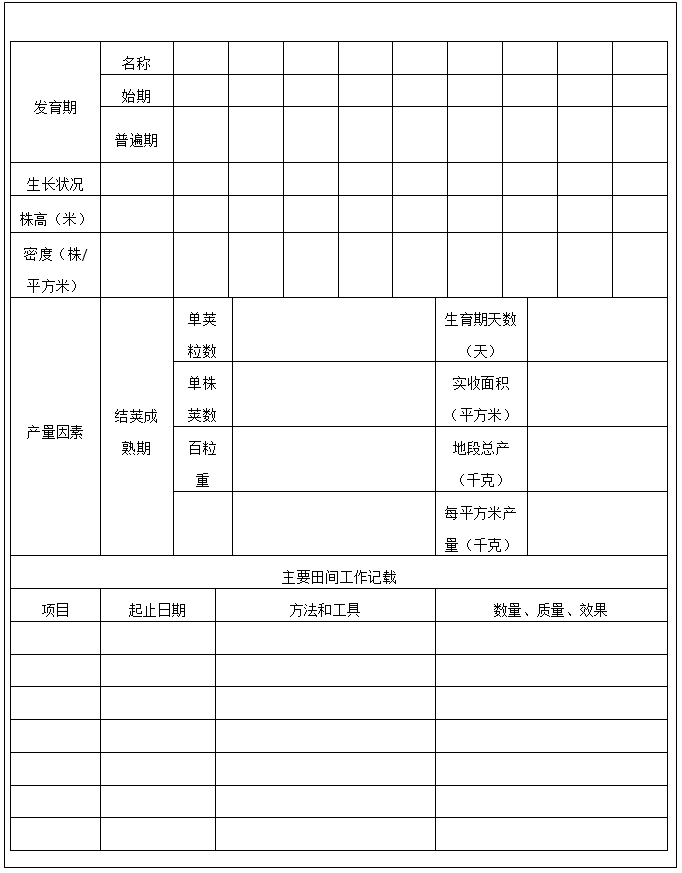 名称
发育期
始期
普遍期
生长状况
株高（米）
密度（株/
平方米）
产量因素
结荚成
熟期
单荚
粒数
生育期天数
（天）
单株
荚数
实收面积
（平方米）
百粒
重
地段总产
（千克）
每平方米产
量（千克）
主要田间工作记载
项目
起止日期
方法和工具
数量、质量、效果